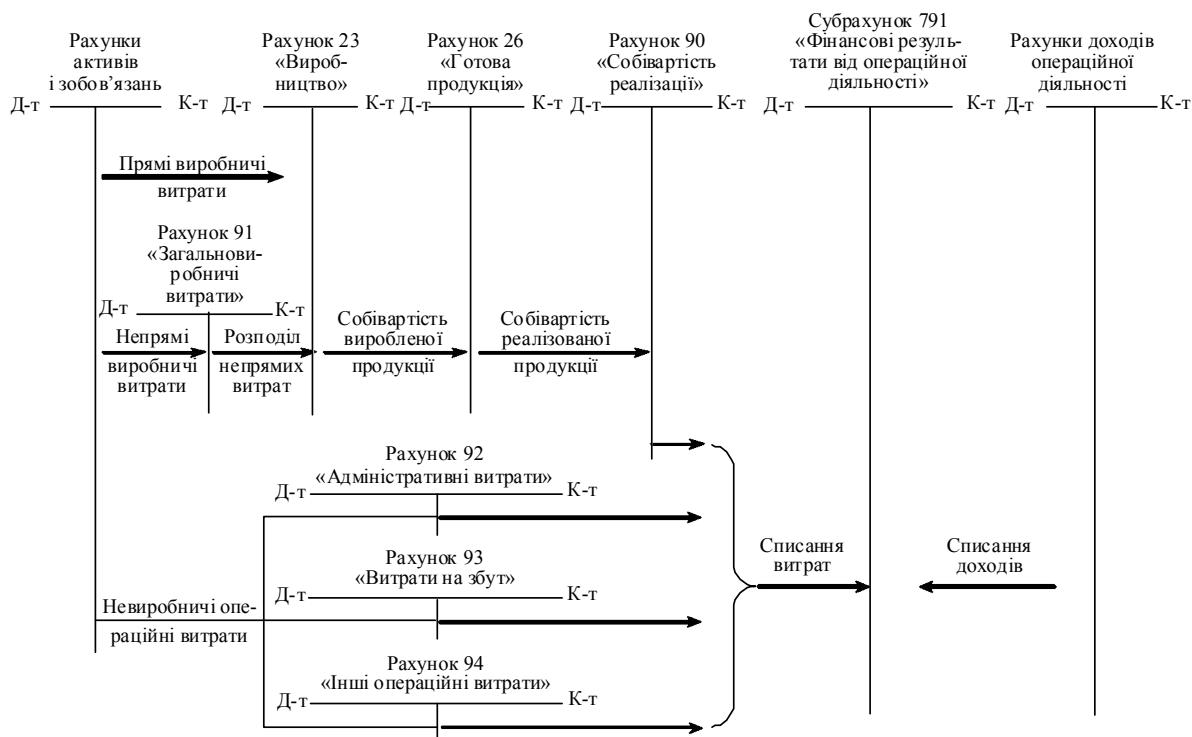 Рахунки
активів
і зобов’язань
Д-т
К-т
Рахунок 23
«Вироб-
ництво»
Д-т
К-т
Рахунок 26
«Готова
продукція»
Д-т
К-т
Рахунок 90
«Собівартість
реалізації»
Д-т
К-т
Субрахунок 791
«Фінансові резуль-
тати від операційної
діяльності»
Д-т
К-т
Рахунки доходів
операційної
діяльності
Д-т
К-т
Прямі виробничі
витрати
Рахунок 91
«Загальнови-
робничі
витрати»
Д-т
К-т
Непрямі
виробничі
витрати
Розподіл
непрямих
витрат
Собівартість
виробленої
продукції
Собівартість
реалізованої
продукції
Рахунок 92
«Адміністративні витрати»
Д-т
К-т
Рахунок 93
«Витрати на збут»
Д-т
К-т
Невиробничі опе-
раційні витрати
Рахунок 94
«Інші операційні витрати»
Д-т
К-т
Списання
витрат
Списання
доходів